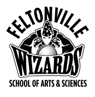 FELTONVILLE
WIZARDS
SCHOOL OF ARTS & SCIENCES